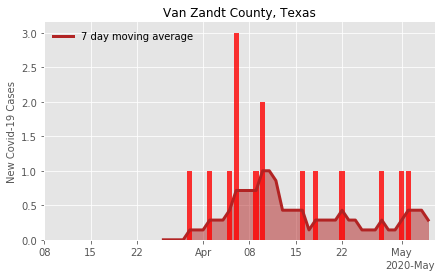 Van Zandt County, Texas
7 day moving average
New Covid-19 Cases
3.0
2.5
2.0
1.5
1.0
0.5
0.0
08 15 22 Apr 08 15 22 May
2020-May